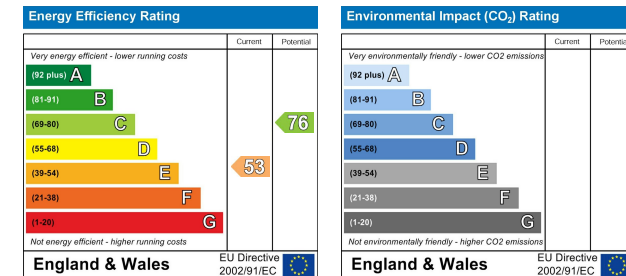 Energy Efficiency Rating
Current Potential
Very energy efficient - lower running costs
(92 plus) A
(81-91) B
(69-80) C
76
(55-68) D
53
(39-54) E
(21-38) F
(1-20) G
Not energy efficient - higher running costs
England & Wales
EU Directive
2002/91/EC
Environmental Impact (CO₂) Rating
Current Potential
Very environmentally friendly - lower CO2 emissions
(92 plus) A
(81-91) B
(69-80) C
(55-68) D
(39-54) E
(21-38) F
(1-20) G
Not environmentally friendly - higher CO2 emissions
England & Wales
EU Directive
2002/91/EC